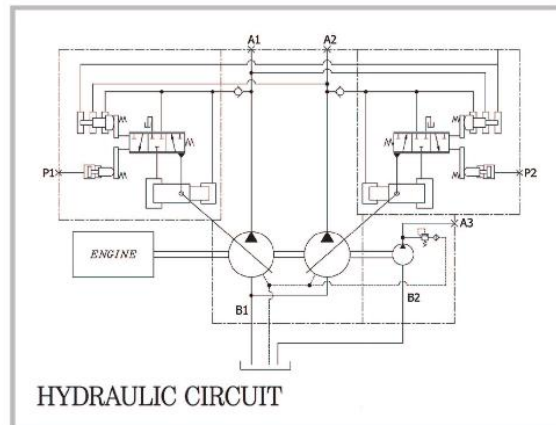 A1 A2
P1 P2
A3
ENGINE
B1 B2
HYDRAULIC CIRCUIT